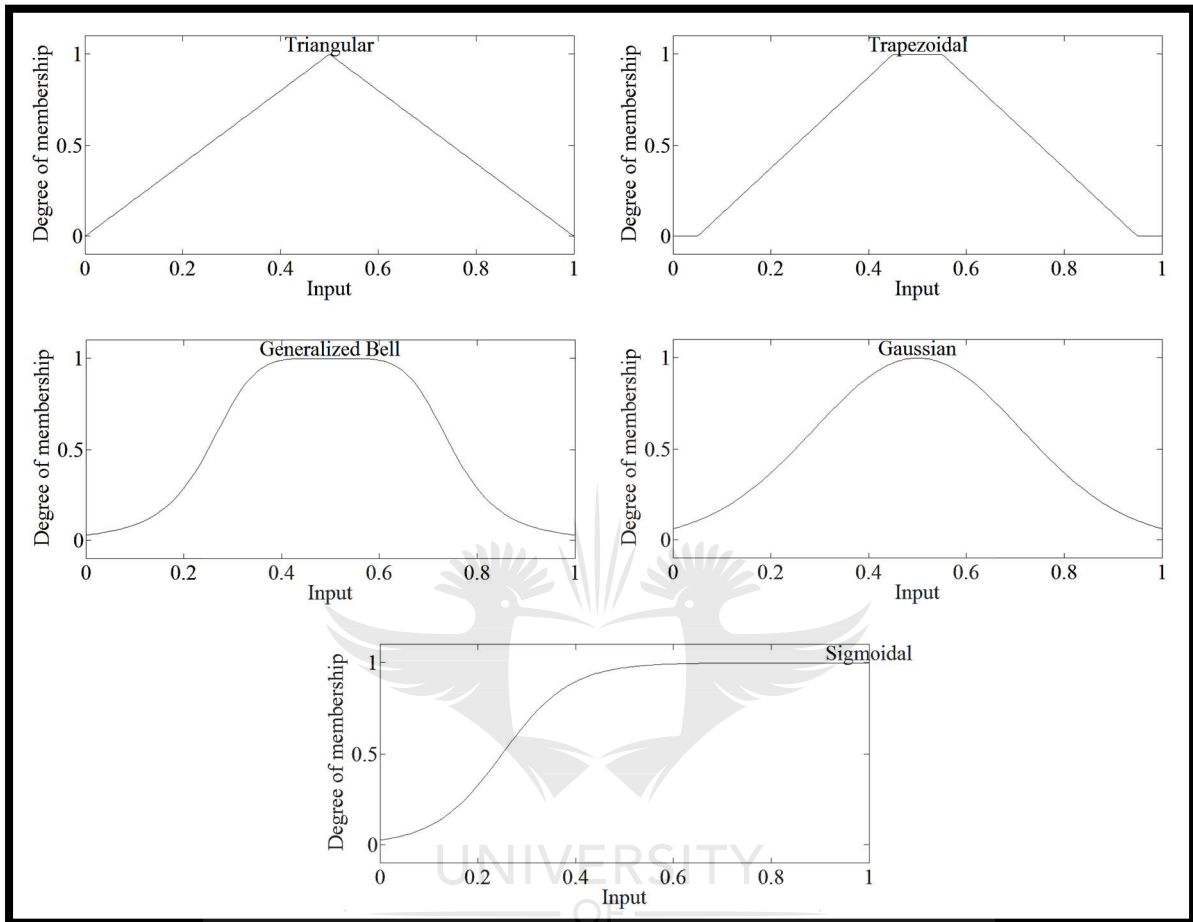 Triangular
Degree of membership
1
0.5
0
0 0.2 0.4 0.6 0.8 1
Input
Trapezoidal
Degree of membership
1
0.5
0
0 0.2 0.4 0.6 0.8 1
Input
Generalized Bell
Degree of membership
1
0.5
0
0 0.2 0.4 0.6 0.8 1
Input
Gaussian
Degree of membership
1
0.5
0
0 0.2 0.4 0.6 0.8 1
Input
Sigmoidal
Degree of membership
1
0.5
0
0 0.2 0.4 0.6 0.8 1
Input
UNIVERSITY
OF